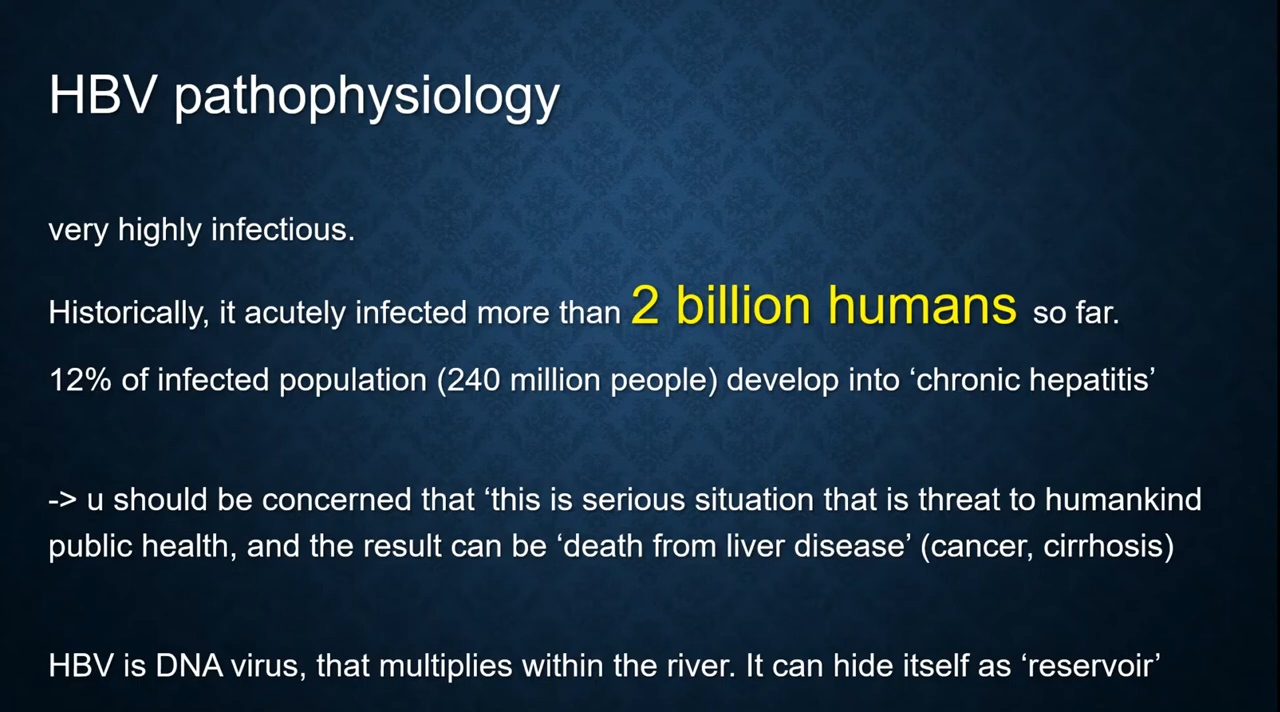 HBV pathophysiology
very highly infectious.
Historically, it acutely infected more than 2 billion humans so far.
12% of infected population (240 million people) develop into ‘chronic hepatitis’
-> u should be concerned that ‘this is serious situation that is threat to humankind
public health, and the result can be ‘death from liver disease’ (cancer, cirrhosis)
HBV is DNA virus, that multiplies within the river. It can hide itself as ‘reservoir’